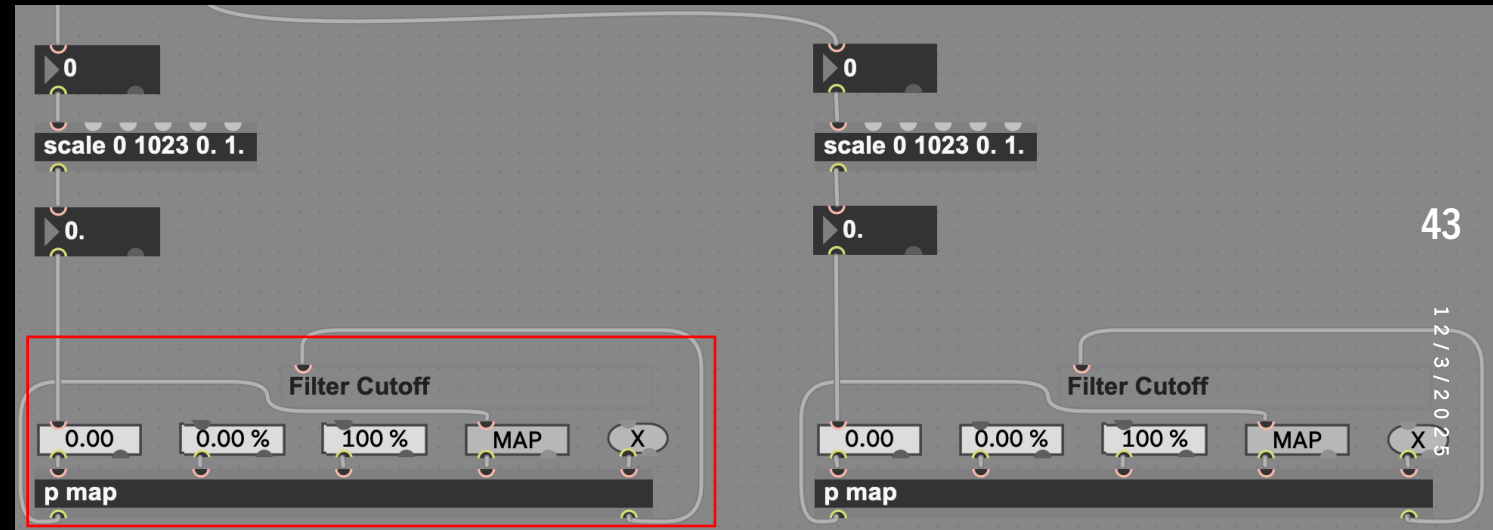 0
0
scale 0 1023 0. 1.
scale 0 1023 0. 1.
0.
0.
43
12/3/2025
Filter Cutoff
Filter Cutoff
0.00 0.00 % 100 % MAP X
0.00 0.00 % 100 % MAP X
p map
p map